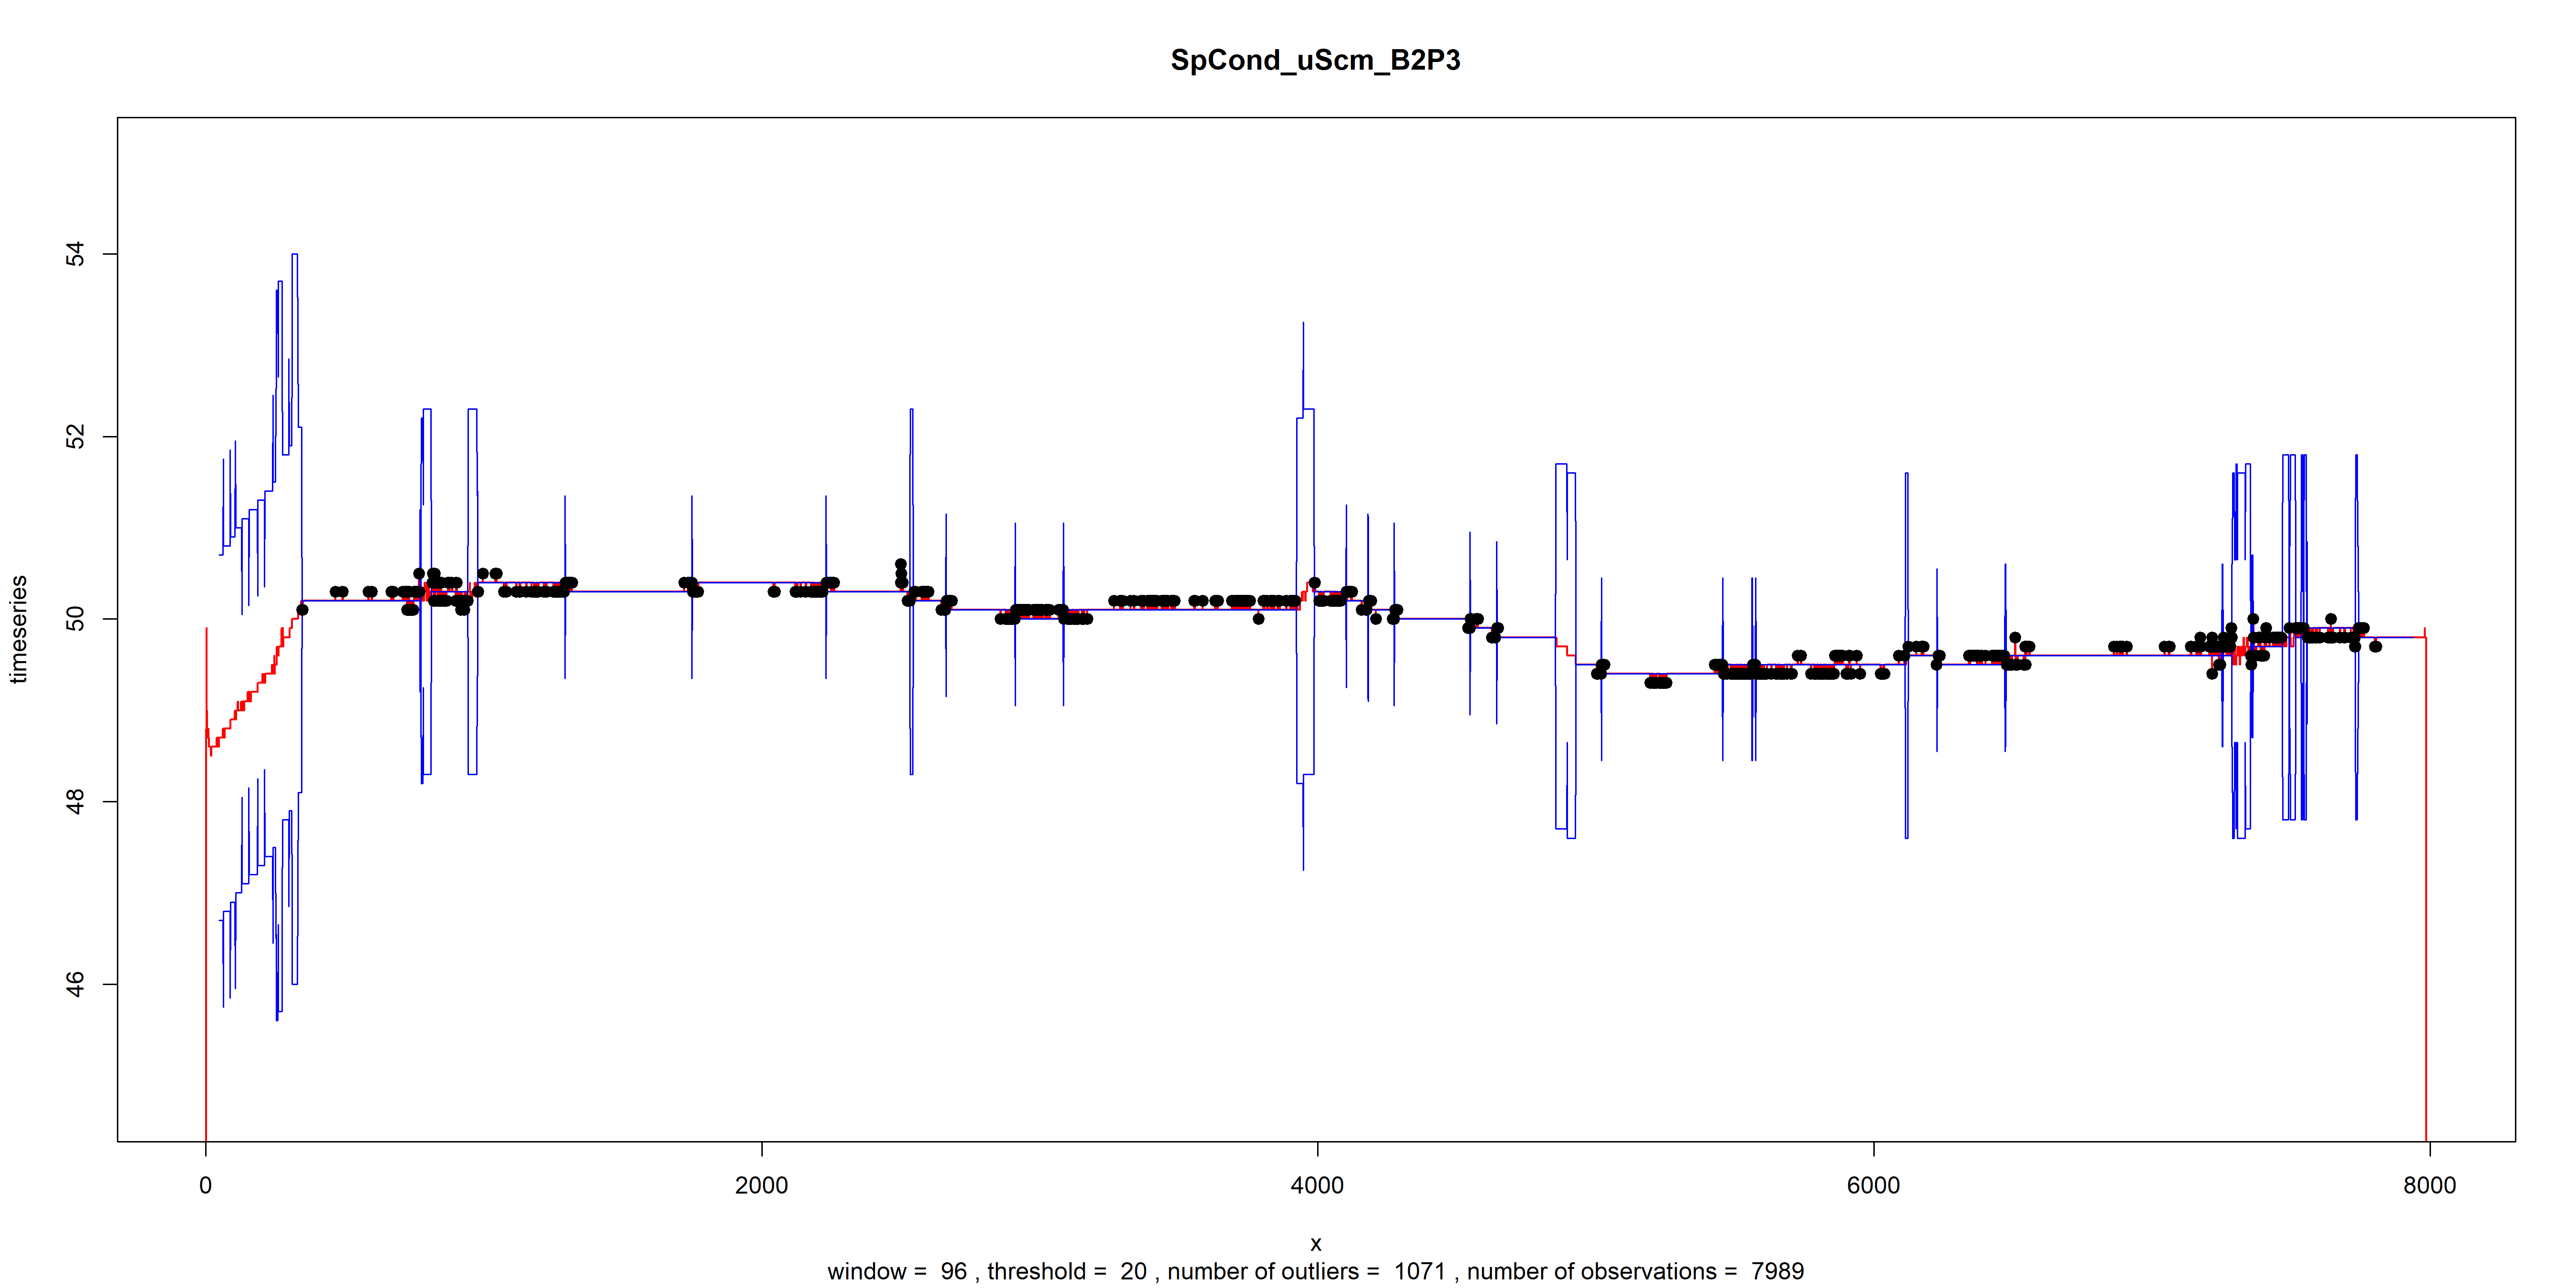 SpCond_uScm_B2P3
timeseries
54
52
50
48
46
0 2000 4000 6000 8000
x
window = 96 , threshold = 20 , number of outliers = 1071 , number of observations = 7989